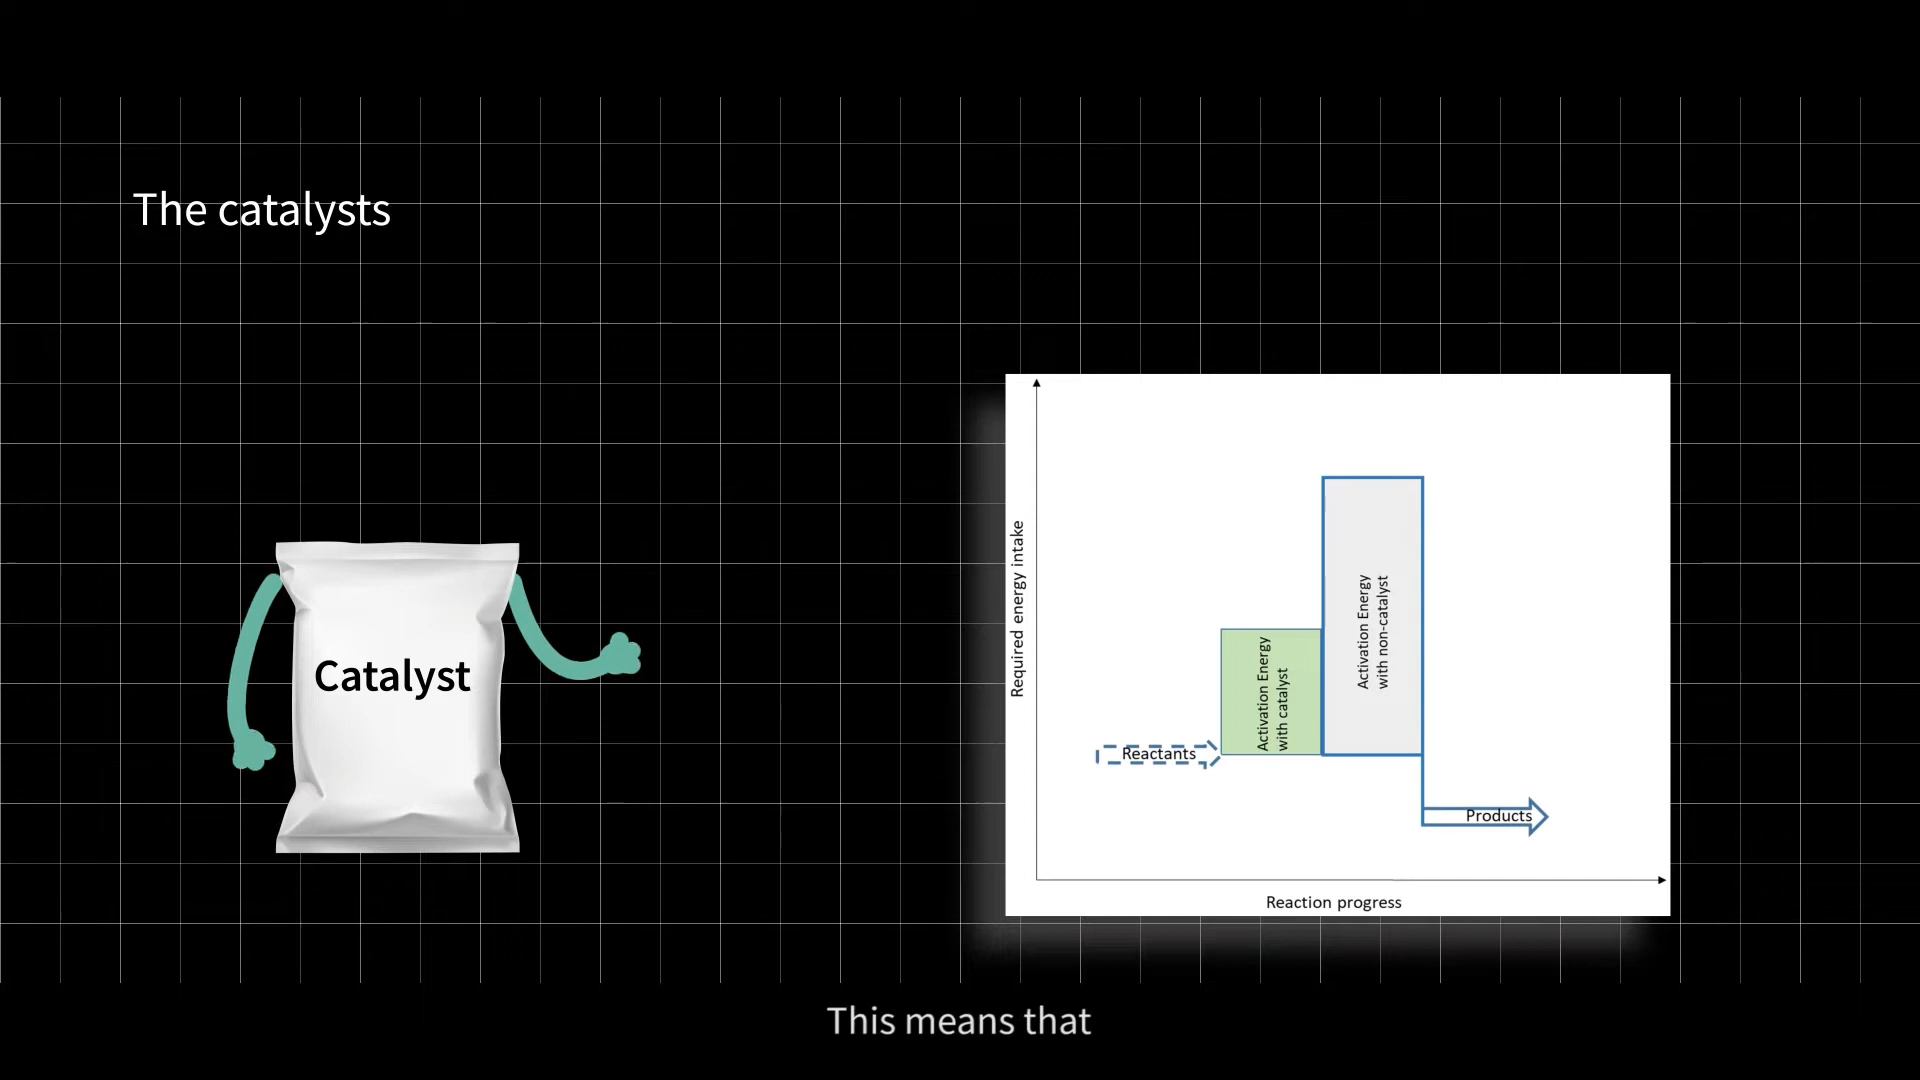 The catalysts
Catalyst
Required energy intake
Activation Energy
with catalyst
Activation Energy
with non-catalyst
Reactants
Products
Reaction progress
This means that